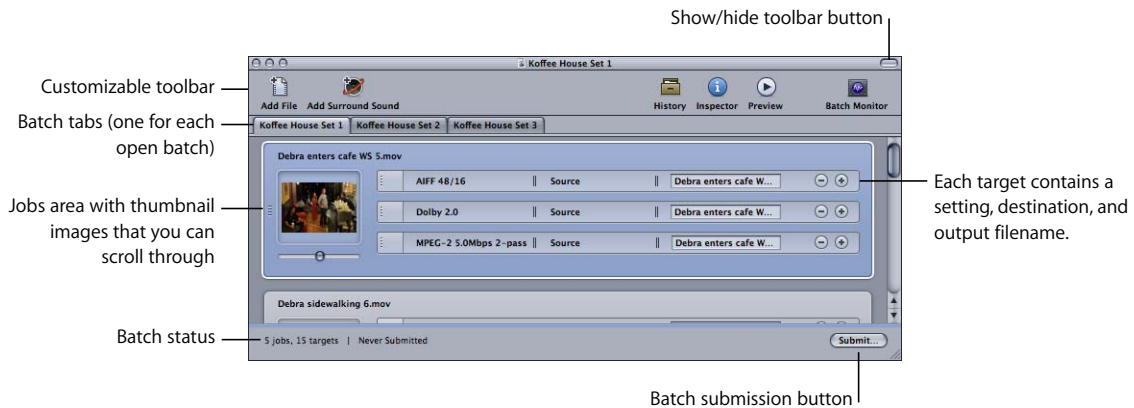 Show/hide toolbar button
Koffee House Set 1
Customizable toolbar
Add File Add Surround Sound History Inspector Preview Batch Monitor
Batch tabs (one for each
open batch)
Koffee House Set 1 Koffee House Set 2 Koffee House Set 3
Debra enters cafe WS 5.mov
AIFF 48/16 Source Debra enters cafe W...
Dolby 2.0 Source Debra enters cafe W...
MPEG-2 5.0Mbps 2-pass Source Debra enters cafe W...
Each target contains a
setting, destination, and
output filename.
Jobs area with thumbnail
images that you can
scroll through
Debra sidewalking 6.mov
Batch status
5 jobs, 15 targets | Never Submitted
Submit...
Batch submission button